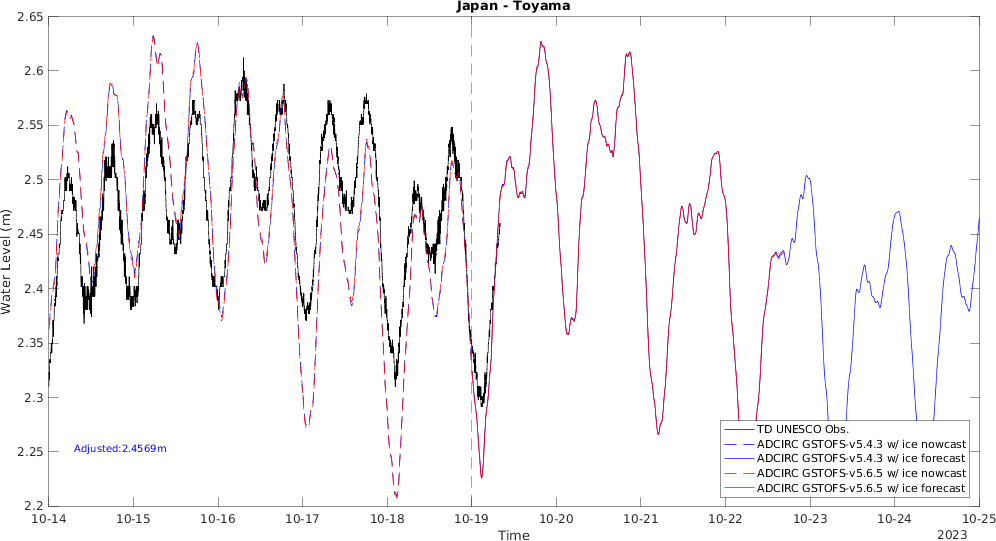 Japan - Toyama
2.65
2.6
2.55
2.5
2.45
2.4
2.35
2.3
2.25
2.2
Water Level (m)
Adjusted:2.4569m
TD UNESCO Obs.
ADCIRC GSTOFS-v5.4.3 w/ ice nowcast
ADCIRC GSTOFS-v5.4.3 w/ ice forecast
ADCIRC GSTOFS-v5.6.5 w/ ice nowcast
ADCIRC GSTOFS-v5.6.5 w/ ice forecast
10-14 10-15 10-16 10-17 10-18 10-19 10-20 10-21 10-22 10-23 10-24 10-25
Time
2023